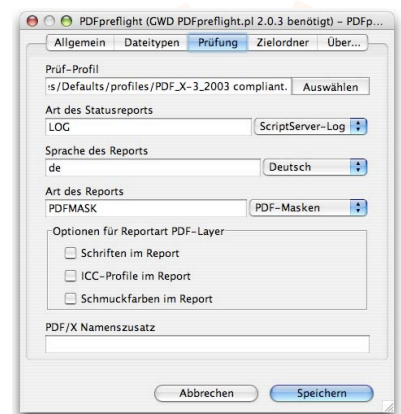 PDFpreflight (GWD PDFpreflight.pl 2.0.3 benötigt) – PDFp...
Allgemein Dateitypen Prüfung Zielordner Über...
Prüf-Profil
:s/Defaults/profiles/PDF_X-3_2003 compliant. Auswählen
Art des Statusreports
LOG ScriptServer-Log
Sprache des Reports
de Deutsch
Art des Reports
PDFMASK PDF-Masken
Optionen für Reportart PDF-Layer
Schriften im Report
ICC-Profile im Report
Schmuckfarben im Report
PDF/X Namenszusatz
Abbrechen Speichern